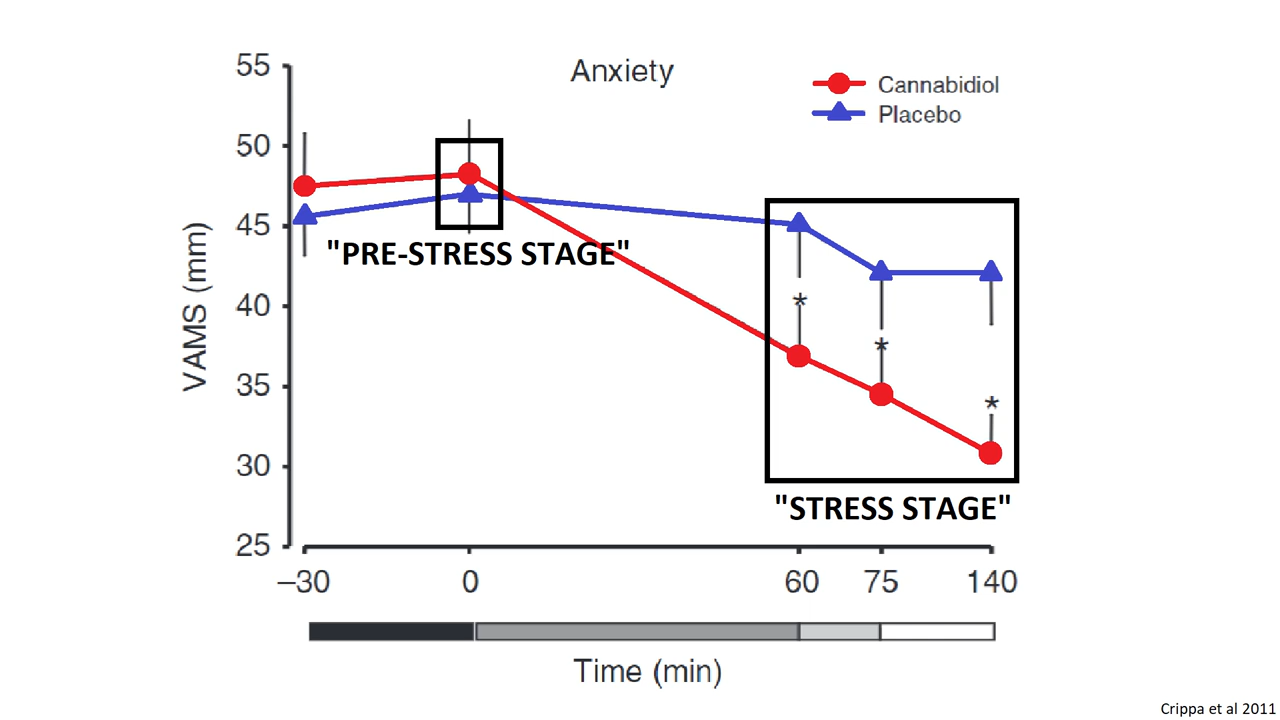 Anxiety
Cannabidiol
Placebo
55
50
45
40
35
30
25
VAMS (mm)
"PRE-STRESS STAGE"
*
*
*
"STRESS STAGE"
–30 0 60 75 140
Time (min)
Crippa et al 2011